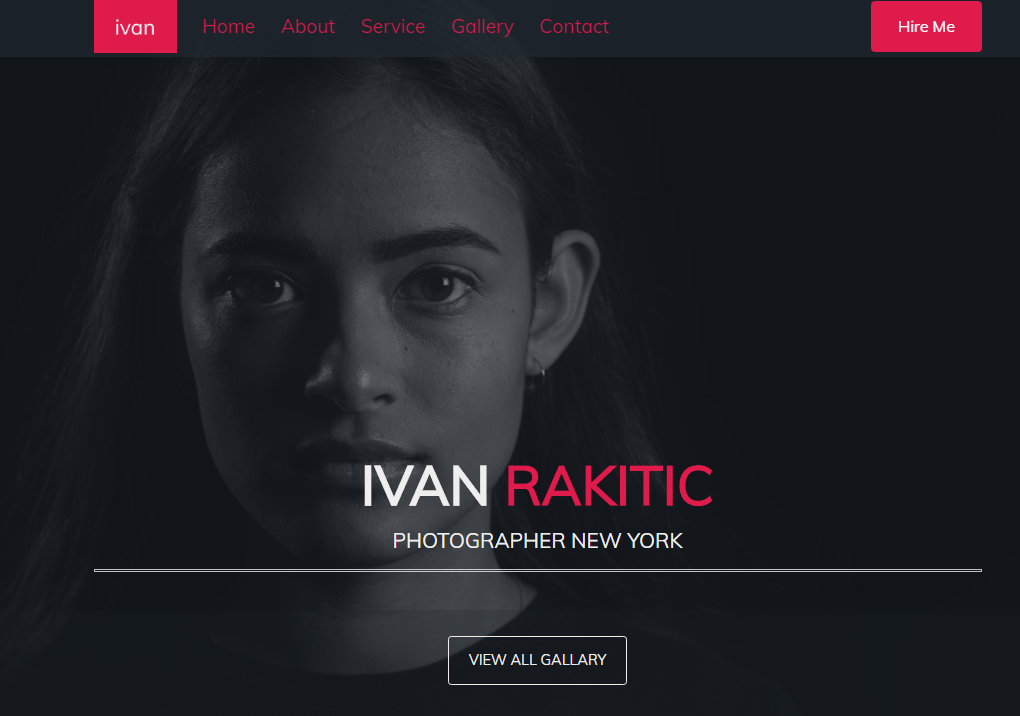 ivan Home About Service Gallery Contact Hire Me
IVAN RAKITIC
PHOTOGRAPHER NEW YORK
VIEW ALL GALLARY